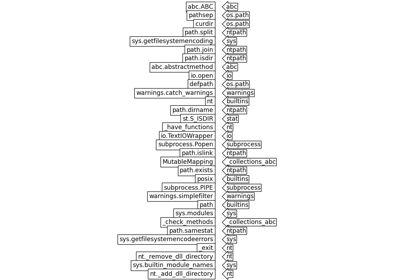 abc.ABC abc
pathsep os.path
curdir os.path
path.split ntpath
sys.getfilesystemencoding sys
path.join ntpath
path.isdir ntpath
abc.abstractmethod abc
io.open io
defpath os.path
warnings.catch_warnings warnings
nt builtins
path.dirname ntpath
st.S_ISDIR stat
_have_functions nt
io.TextIOWrapper io
subprocess.Popen subprocess
path.islink ntpath
MutableMapping _collections_abc
path.exists ntpath
posix builtins
subprocess.PIPE subprocess
warnings.simplefilter warnings
path builtins
sys.modules sys
_check_methods _collections_abc
path.samestat ntpath
sys.getfilesystemencodeerrors sys
_exit nt
nt._remove_dll_directory nt
sys.builtin_module_names sys
nt._add_dll_directory nt